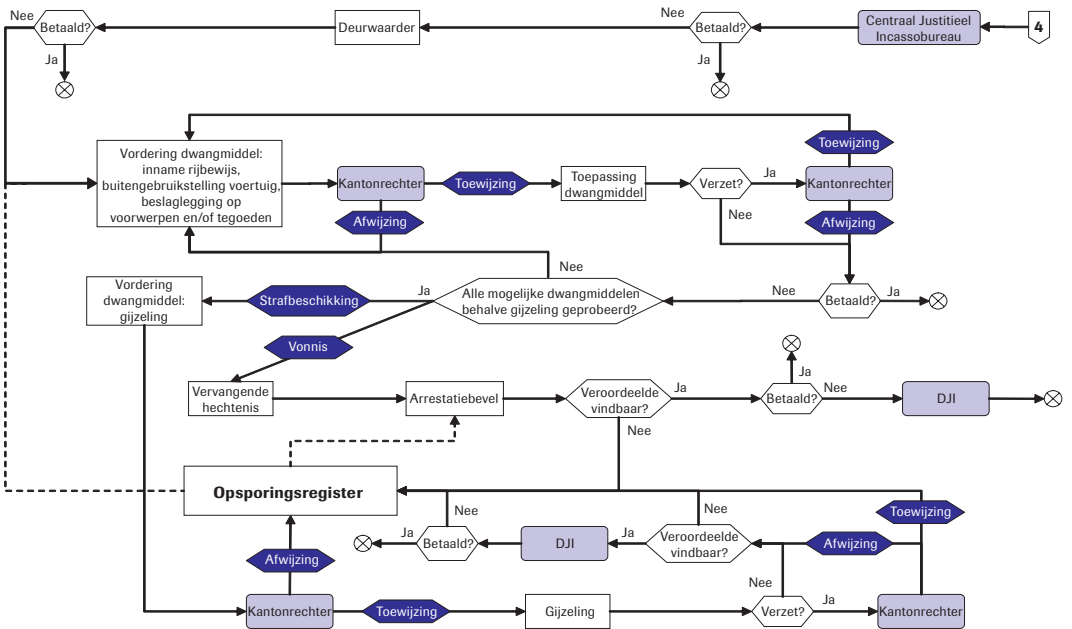 Nee
Betaald?
Ja
Deurwaarder
Nee
Betaald?
Ja
Centraal Justitieel
Incassobureau
4
Vordering dwangmiddel:
inname rijbewijs,
buitengebruikstelling voertuig,
beslaglegging op
voorwerpen en/of tegoeden
Kantonrechter
Toewijzing
Afwijzing
Toepassing
dwangmiddel
Verzet?
Ja
Nee
Toewijzing
Kantonrechter
Afwijzing
Vordering
dwangmiddel:
gijzeling
Strafbeschikking
Ja
Nee
Alle mogelijke dwangmiddelen
behalve gijzeling geprobeerd?
Nee
Betaald?
Ja
Vonnis
Vervangende
hechtenis
Arrestatiebevel
Veroordeelde
vindbaar?
Ja
Nee
Betaald?
Ja
Nee
DJI
Opsporingsregister
Afwijzing
Ja
Betaald?
Nee
DJI
Ja
Veroordeelde
vindbaar?
Nee
Afwijzing
Toewijzing
Kantonrechter
Toewijzing
Gijzeling
Nee
Verzet?
Ja
Kantonrechter